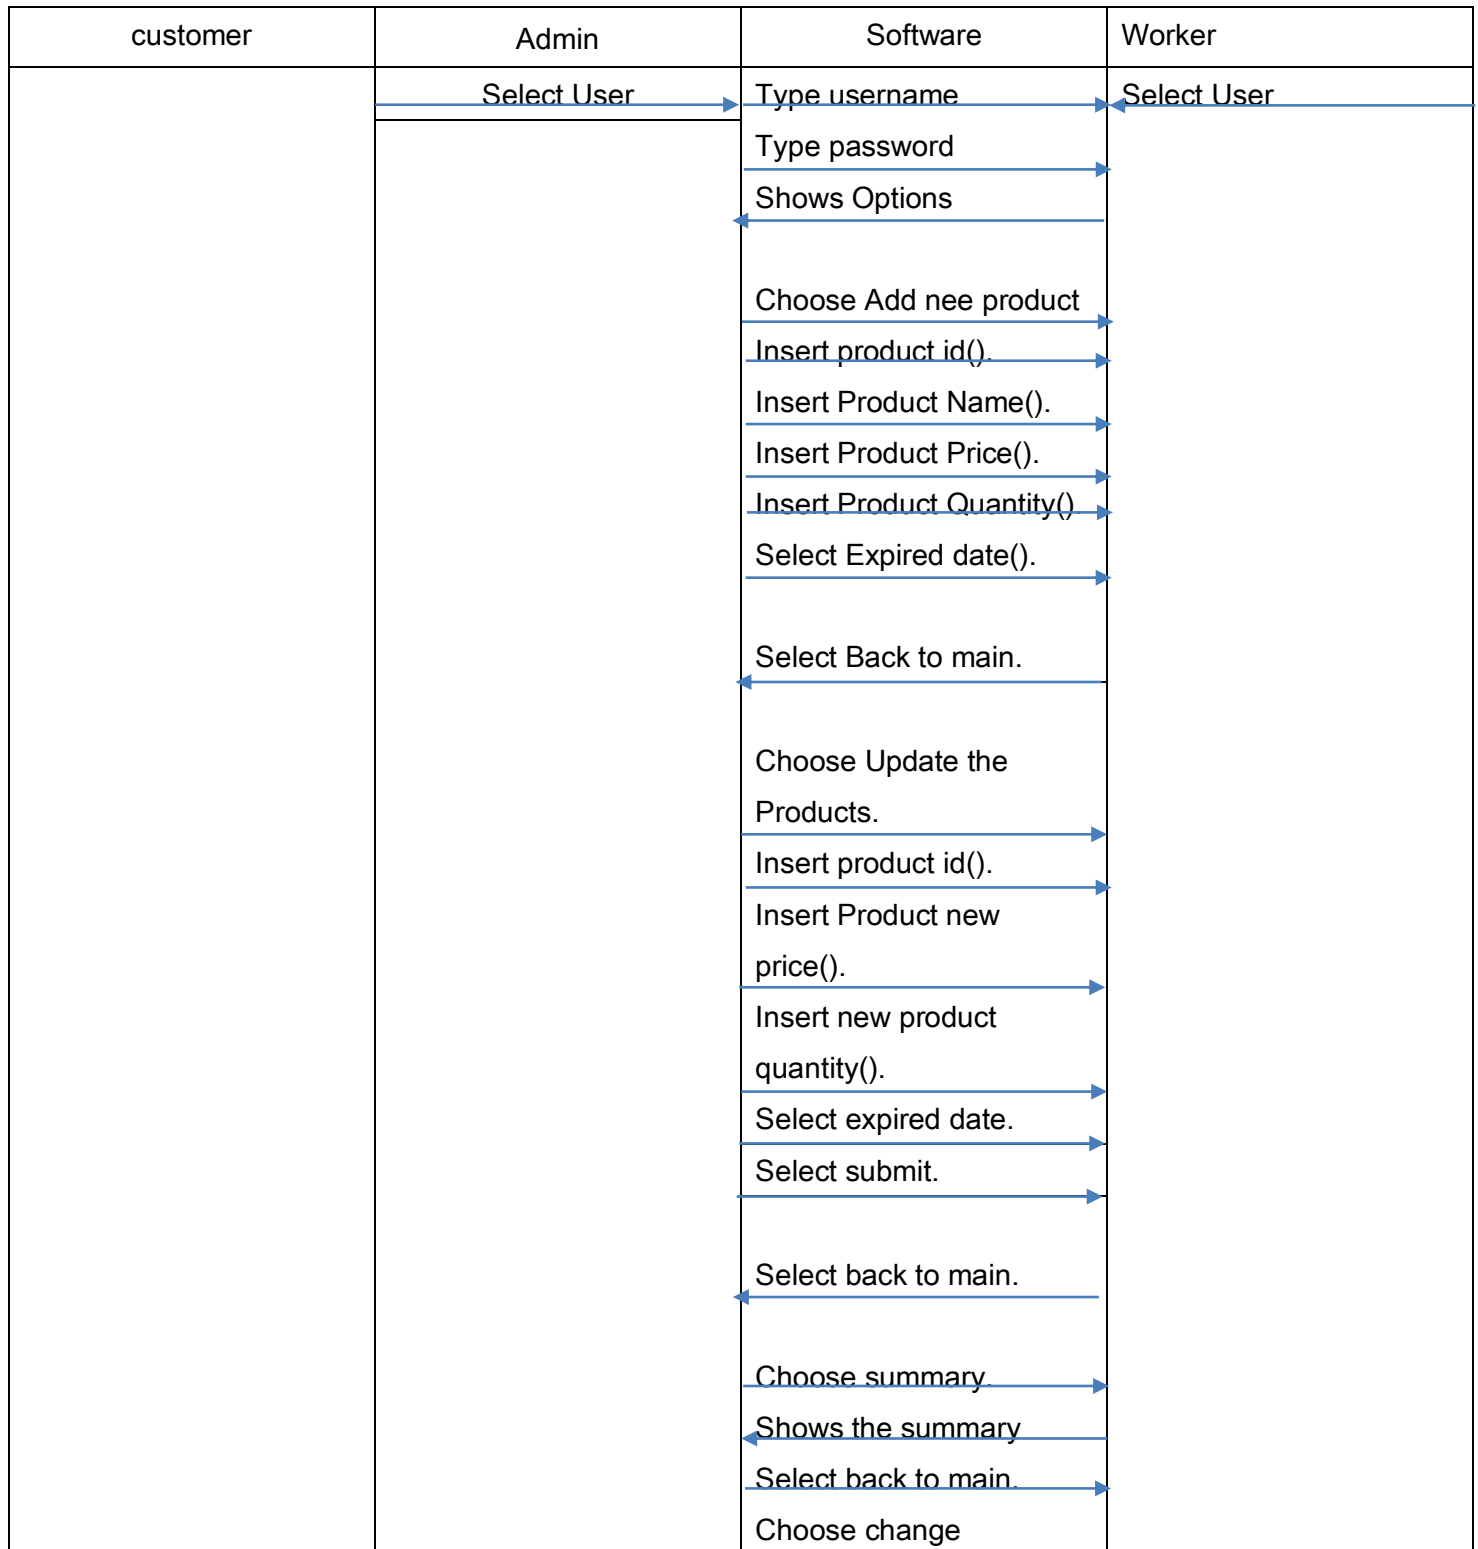 customer
Admin
Software
Worker
Select User
Type username
Select User
Type password
Shows Options
Choose Add nee product
Insert product id().
Insert Product Name().
Insert Product Price().
Insert Product Quantity().
Select Expired date().
Select Back to main.
Choose Update the
Products.
Insert product id().
Insert Product new
price().
Insert new product
quantity().
Select expired date.
Select submit.
Select back to main.
Choose summary.
Shows the summary
Select back to main.
Choose change